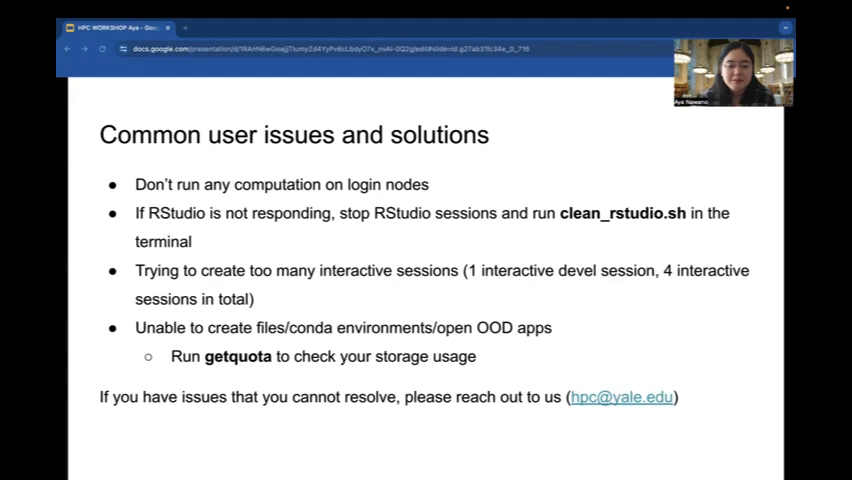 HPC WORKSHOP Aya - Goo
Aya Nawano
Common user issues and solutions
● Don't run any computation on login nodes
● If RStudio is not responding, stop RStudio sessions and run clean_rstudio.sh in the
terminal
● Trying to create too many interactive sessions (1 interactive devel session, 4 interactive
sessions in total)
● Unable to create files/conda environments/open OOD apps
○ Run getquota to check your storage usage
If you have issues that you cannot resolve, please reach out to us (hpc@yale.edu)